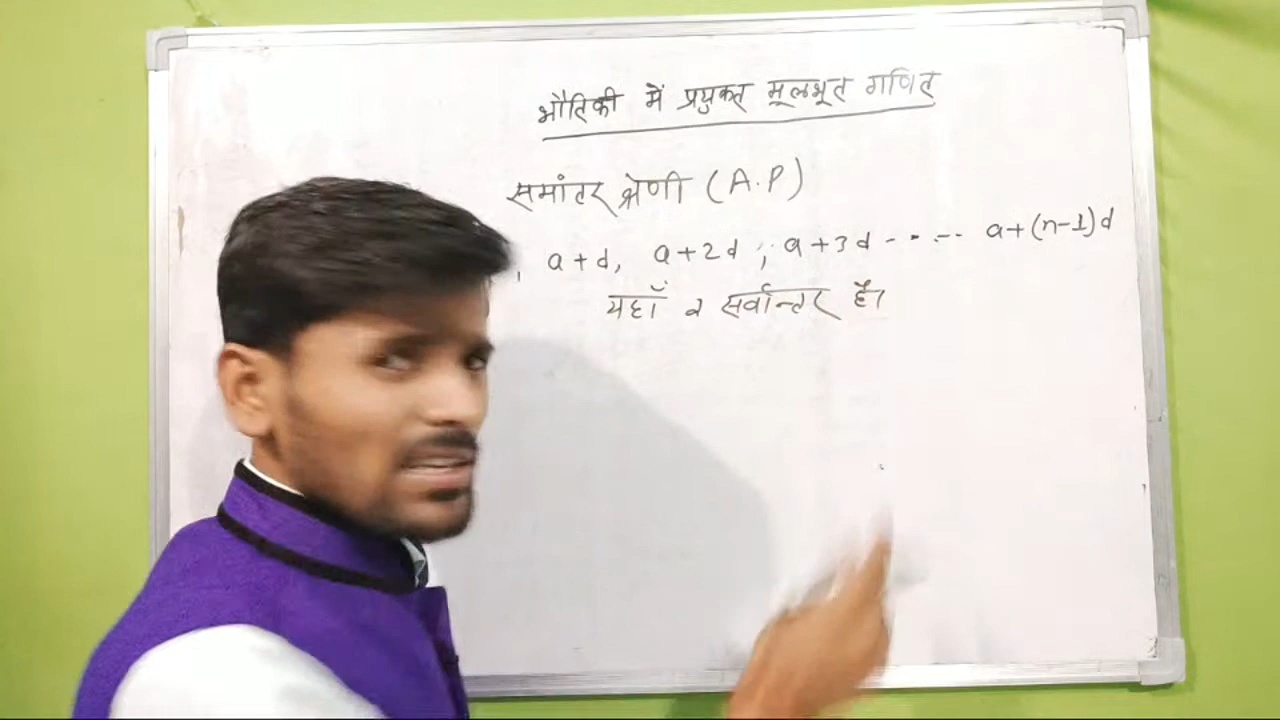 भौतिकी में प्रयुक्त मूलभूत गणित
समांतर श्रेणी (A.P)
, a+d, a+2d, a+3d ----- a+(n-1)d
यहाँ d सर्वान्तर है।